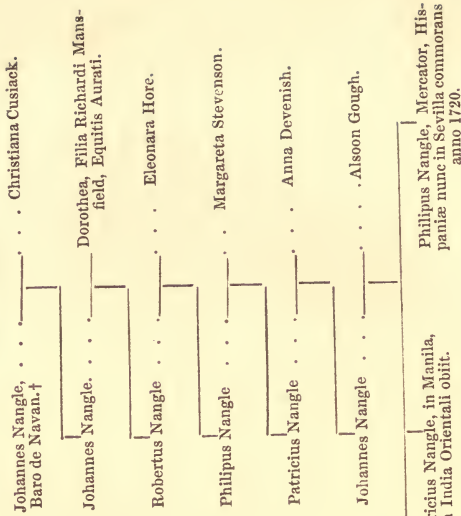 Johannes Nangle, . . . Christiana Cusiack.
Baro de Navan.†
Johannes Nangle. . . . Dorothea, Filia Richardi Mans-
field, Equitis Aurati.
Robertus Nangle . . . Eleonara Hore.
Philipus Nangle . . . Margareta Stevenson.
Patricius Nangle . . . Anna Devenish.
Johannes Nangle . . . Alsoon Gough.
Nangle, in Manila,
India Orientali obiit.
Philipus Nangle, Mercator, His-
paniæ nunc in Sevilla commorans
anno 1720.